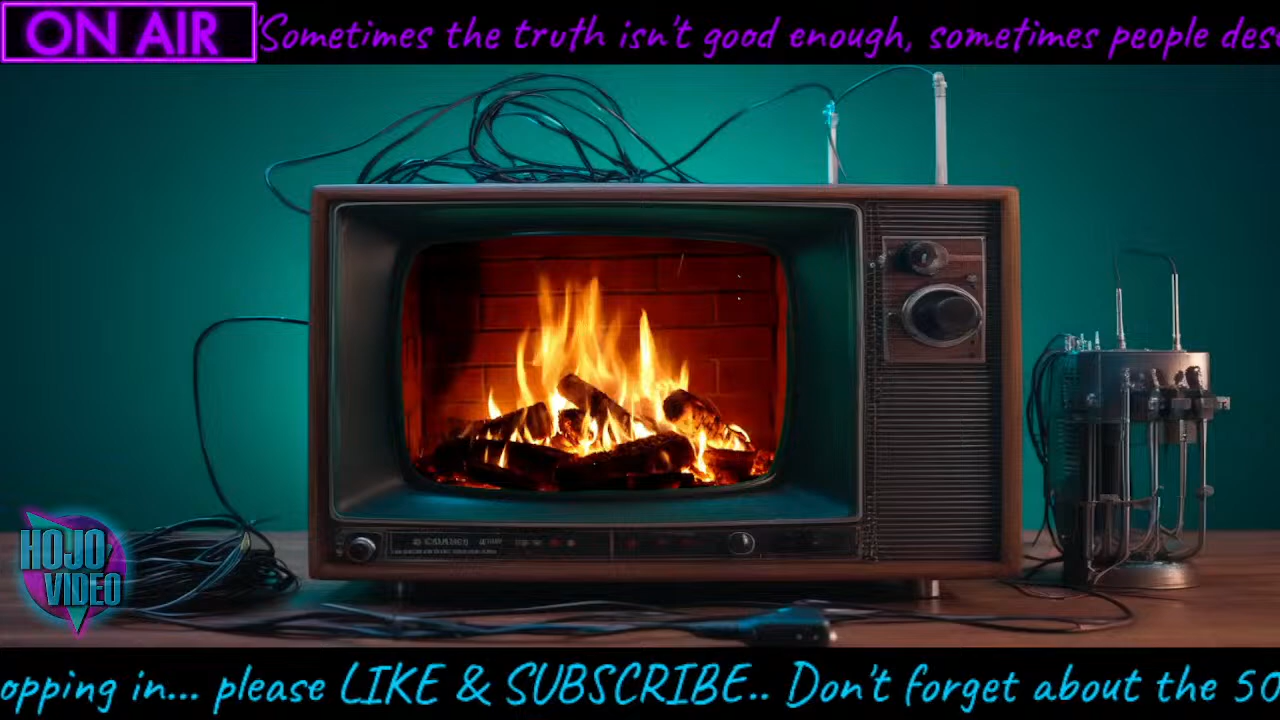 ON AIR
"Sometimes the truth isn't good enough, sometimes people des
HOJO
VIDEO
opping in... please LIKE & SUBSCRIBE.. Don't forget about the 50